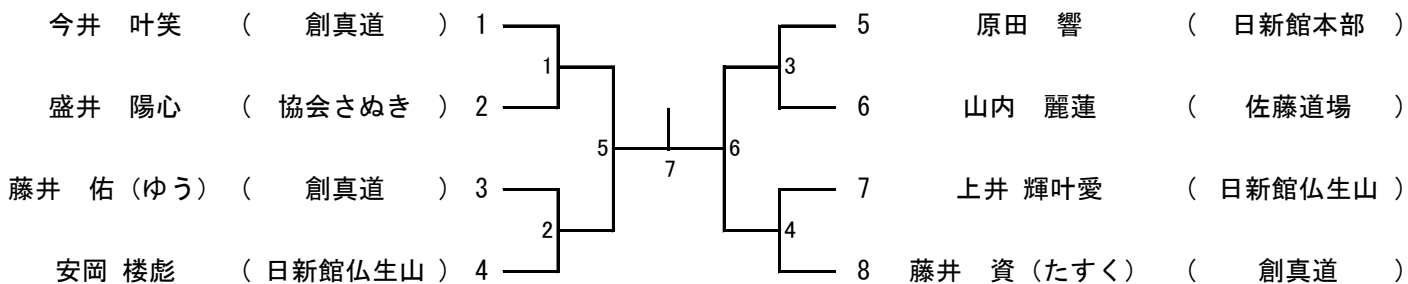 今井　叶笑　（　創真道　）　1　5　原田　響　（　日新館本部　）
1　3
盛井　陽心　（　協会さぬき　）　2　6　山内　麗蓮　（　佐藤道場　）
5　7　6
藤井　佑（ゆう）　（　創真道　）　3　7　上井 輝叶愛　（　日新館仏生山　）
2　4
安岡 楼彪　（　日新館仏生山　）　4　8　藤井　資（たすく）　（　創真道　）